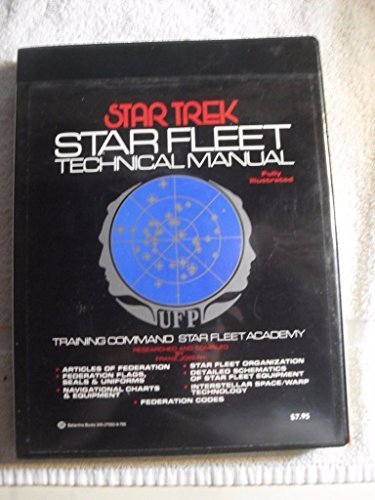 STAR TREK
STAR FLEET
TECHNICAL MANUAL
Fully
Illustrated
UFP
TRAINING COMMAND STAR FLEET ACADEMY
RESEARCHED AND COMPILED
BY
FRANZ JOSEPH
• ARTICLES OF FEDERATION
• FEDERATION FLAGS,
SEALS & UNIFORMS
• NAVIGATIONAL CHARTS
& EQUIPMENT
• STAR FLEET ORGANIZATION
• DETAILED SCHEMATICS
OF STAR FLEET EQUIPMENT
• INTERSTELLAR SPACE/WARP
TECHNOLOGY
• FEDERATION CODES
$7.95
Ballantine Books